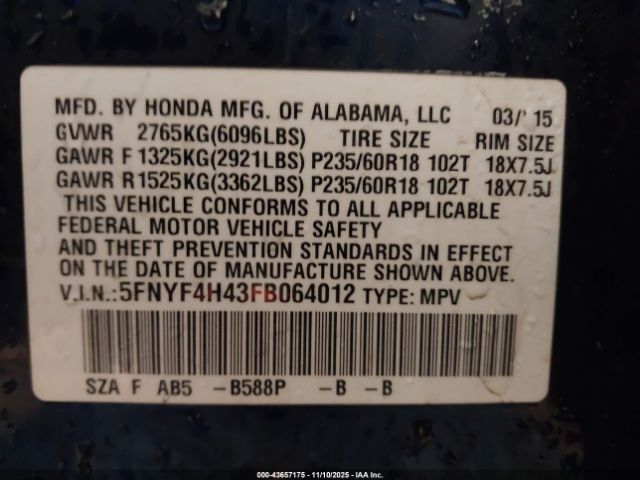 MFD. BY HONDA MFG. OF ALABAMA, LLC 03/'15
GVWR 2765KG(6096LBS) TIRE SIZE RIM SIZE
GAWR F 1325KG(2921LBS) P235/60R18 102T 18X7.5J
GAWR R 1525KG(3362LBS) P235/60R18 102T 18X7.5J
THIS VEHICLE CONFORMS TO ALL APPLICABLE
FEDERAL MOTOR VEHICLE SAFETY
AND THEFT PREVENTION STANDARDS IN EFFECT
ON THE DATE OF MANUFACTURE SHOWN ABOVE.
V.I.N.:5FNYF4H43FB064012 TYPE: MPV
SZA F AB5 -B588P -B -B
000-43657175 - 11/10/2025 - IAA Inc.